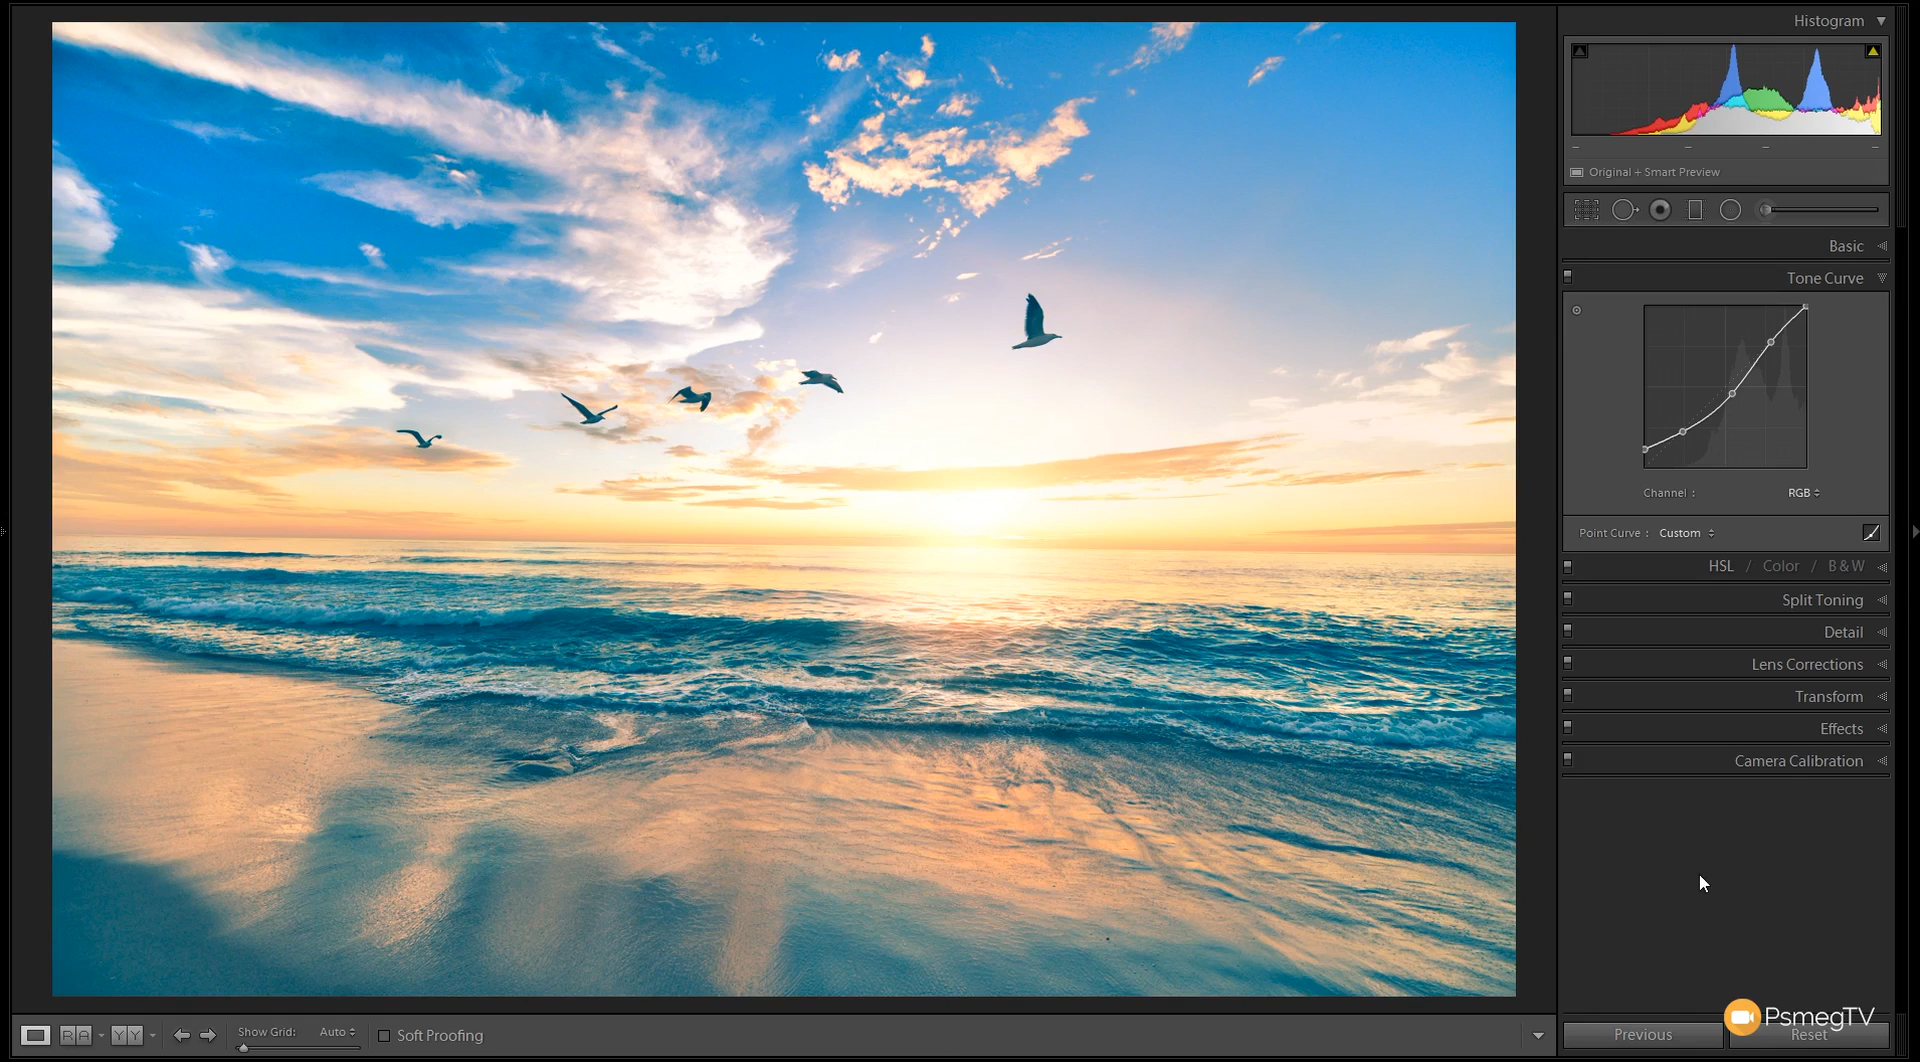 Histogram
Original + Smart Preview
Basic
Tone Curve
Channel : RGB
Point Curve : Custom
HSL / Color / B & W
Split Toning
Detail
Lens Corrections
Transform
Effects
Camera Calibration
PsmegTV
Previous Reset
R A Y Y Show Grid: Auto Soft Proofing